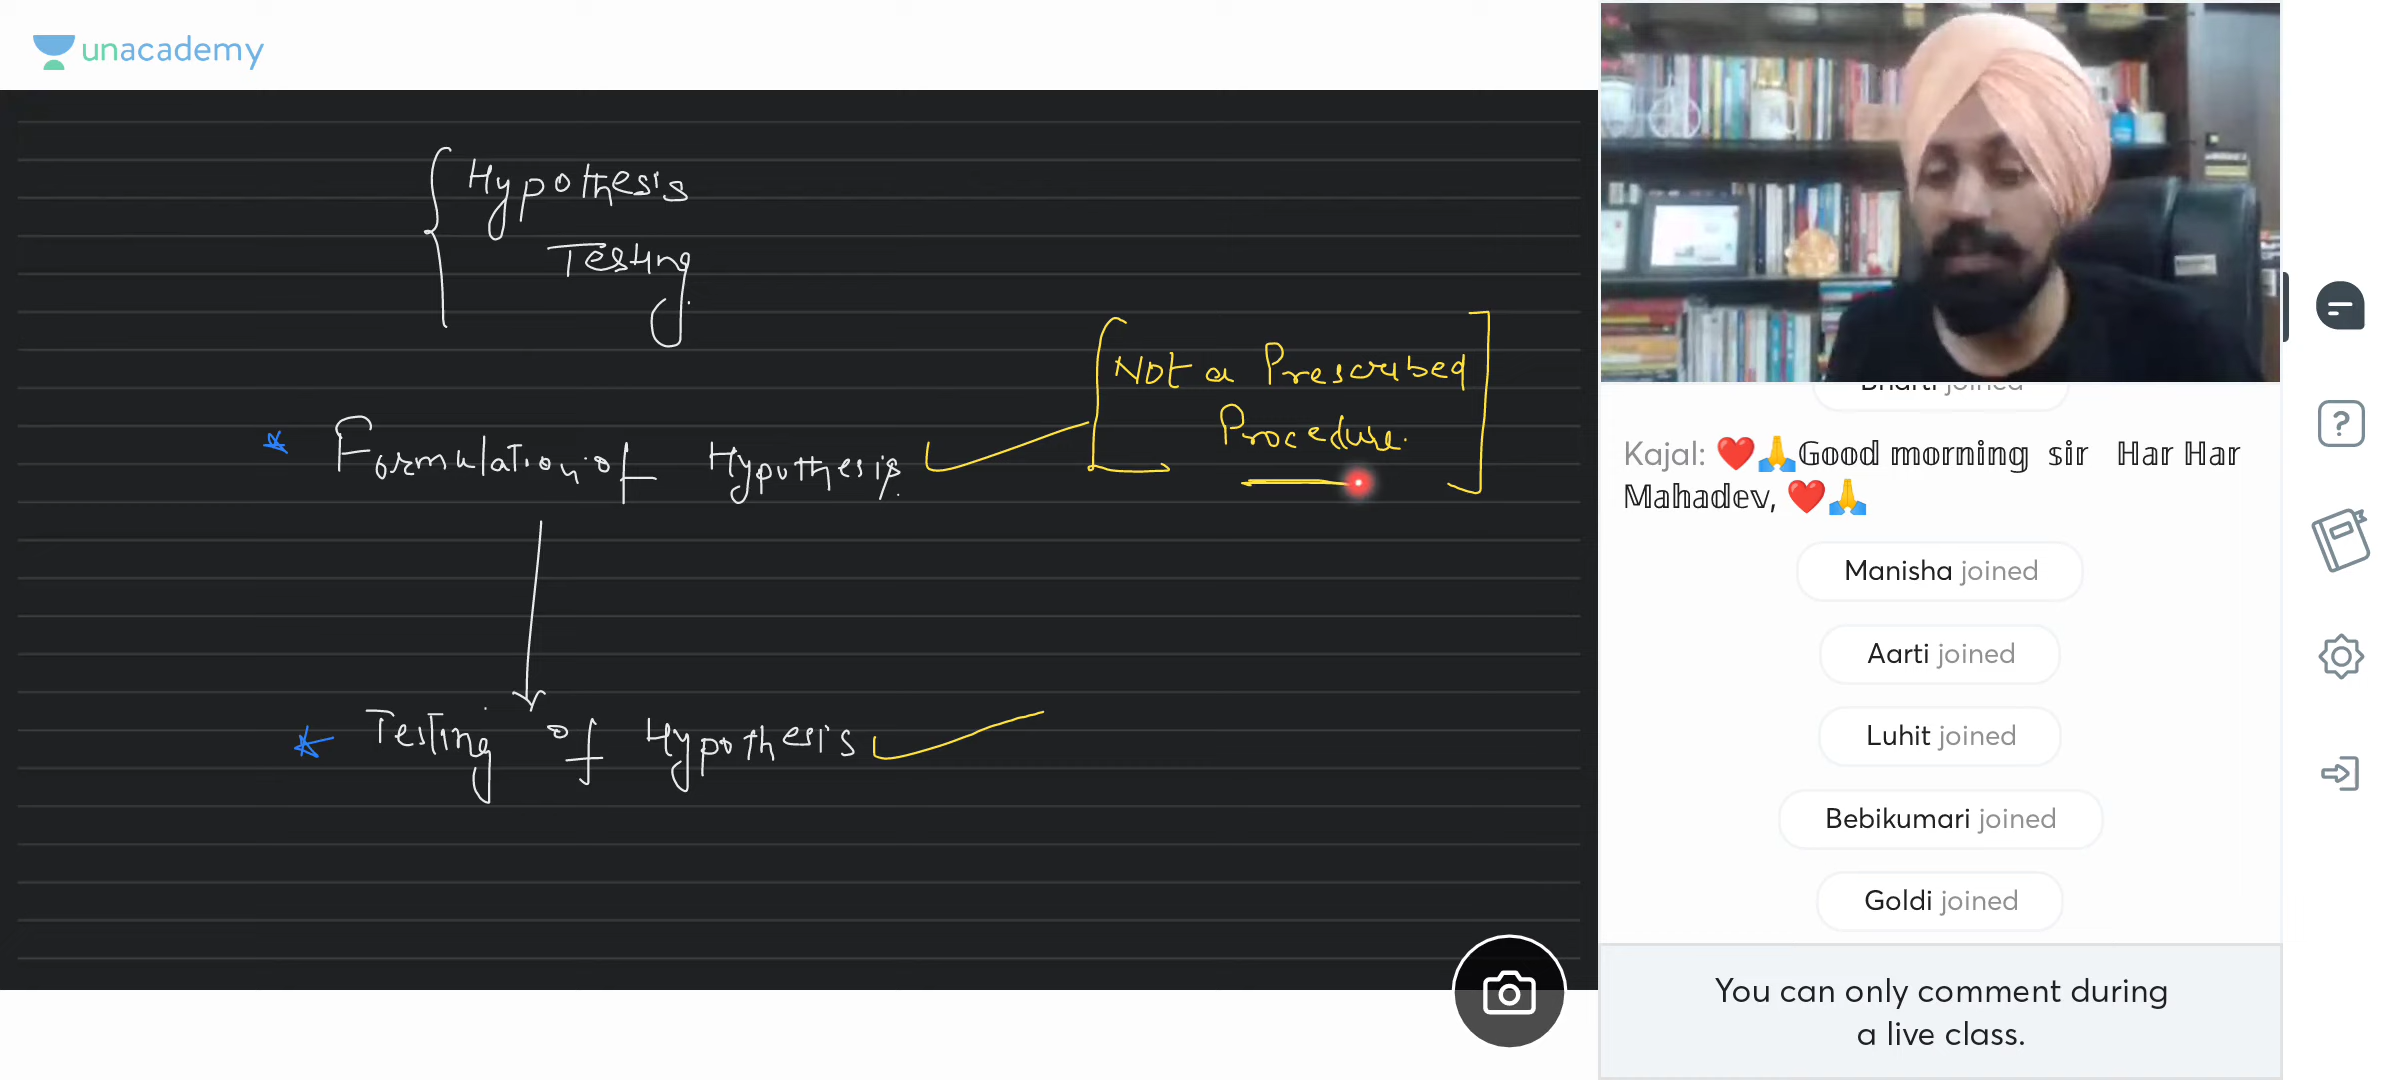 unacademy
Hypothesis
Testing
Not a Prescribed
Procedure.
* Formulation of Hypothesis.
* Testing of Hypothesis
joined
Kajal: ❤️🙏Good morning sir Har Har
Mahadev, ❤️🙏
Manisha joined
Aarti joined
Luhit joined
Bebikumari joined
Goldi joined
You can only comment during
a live class.